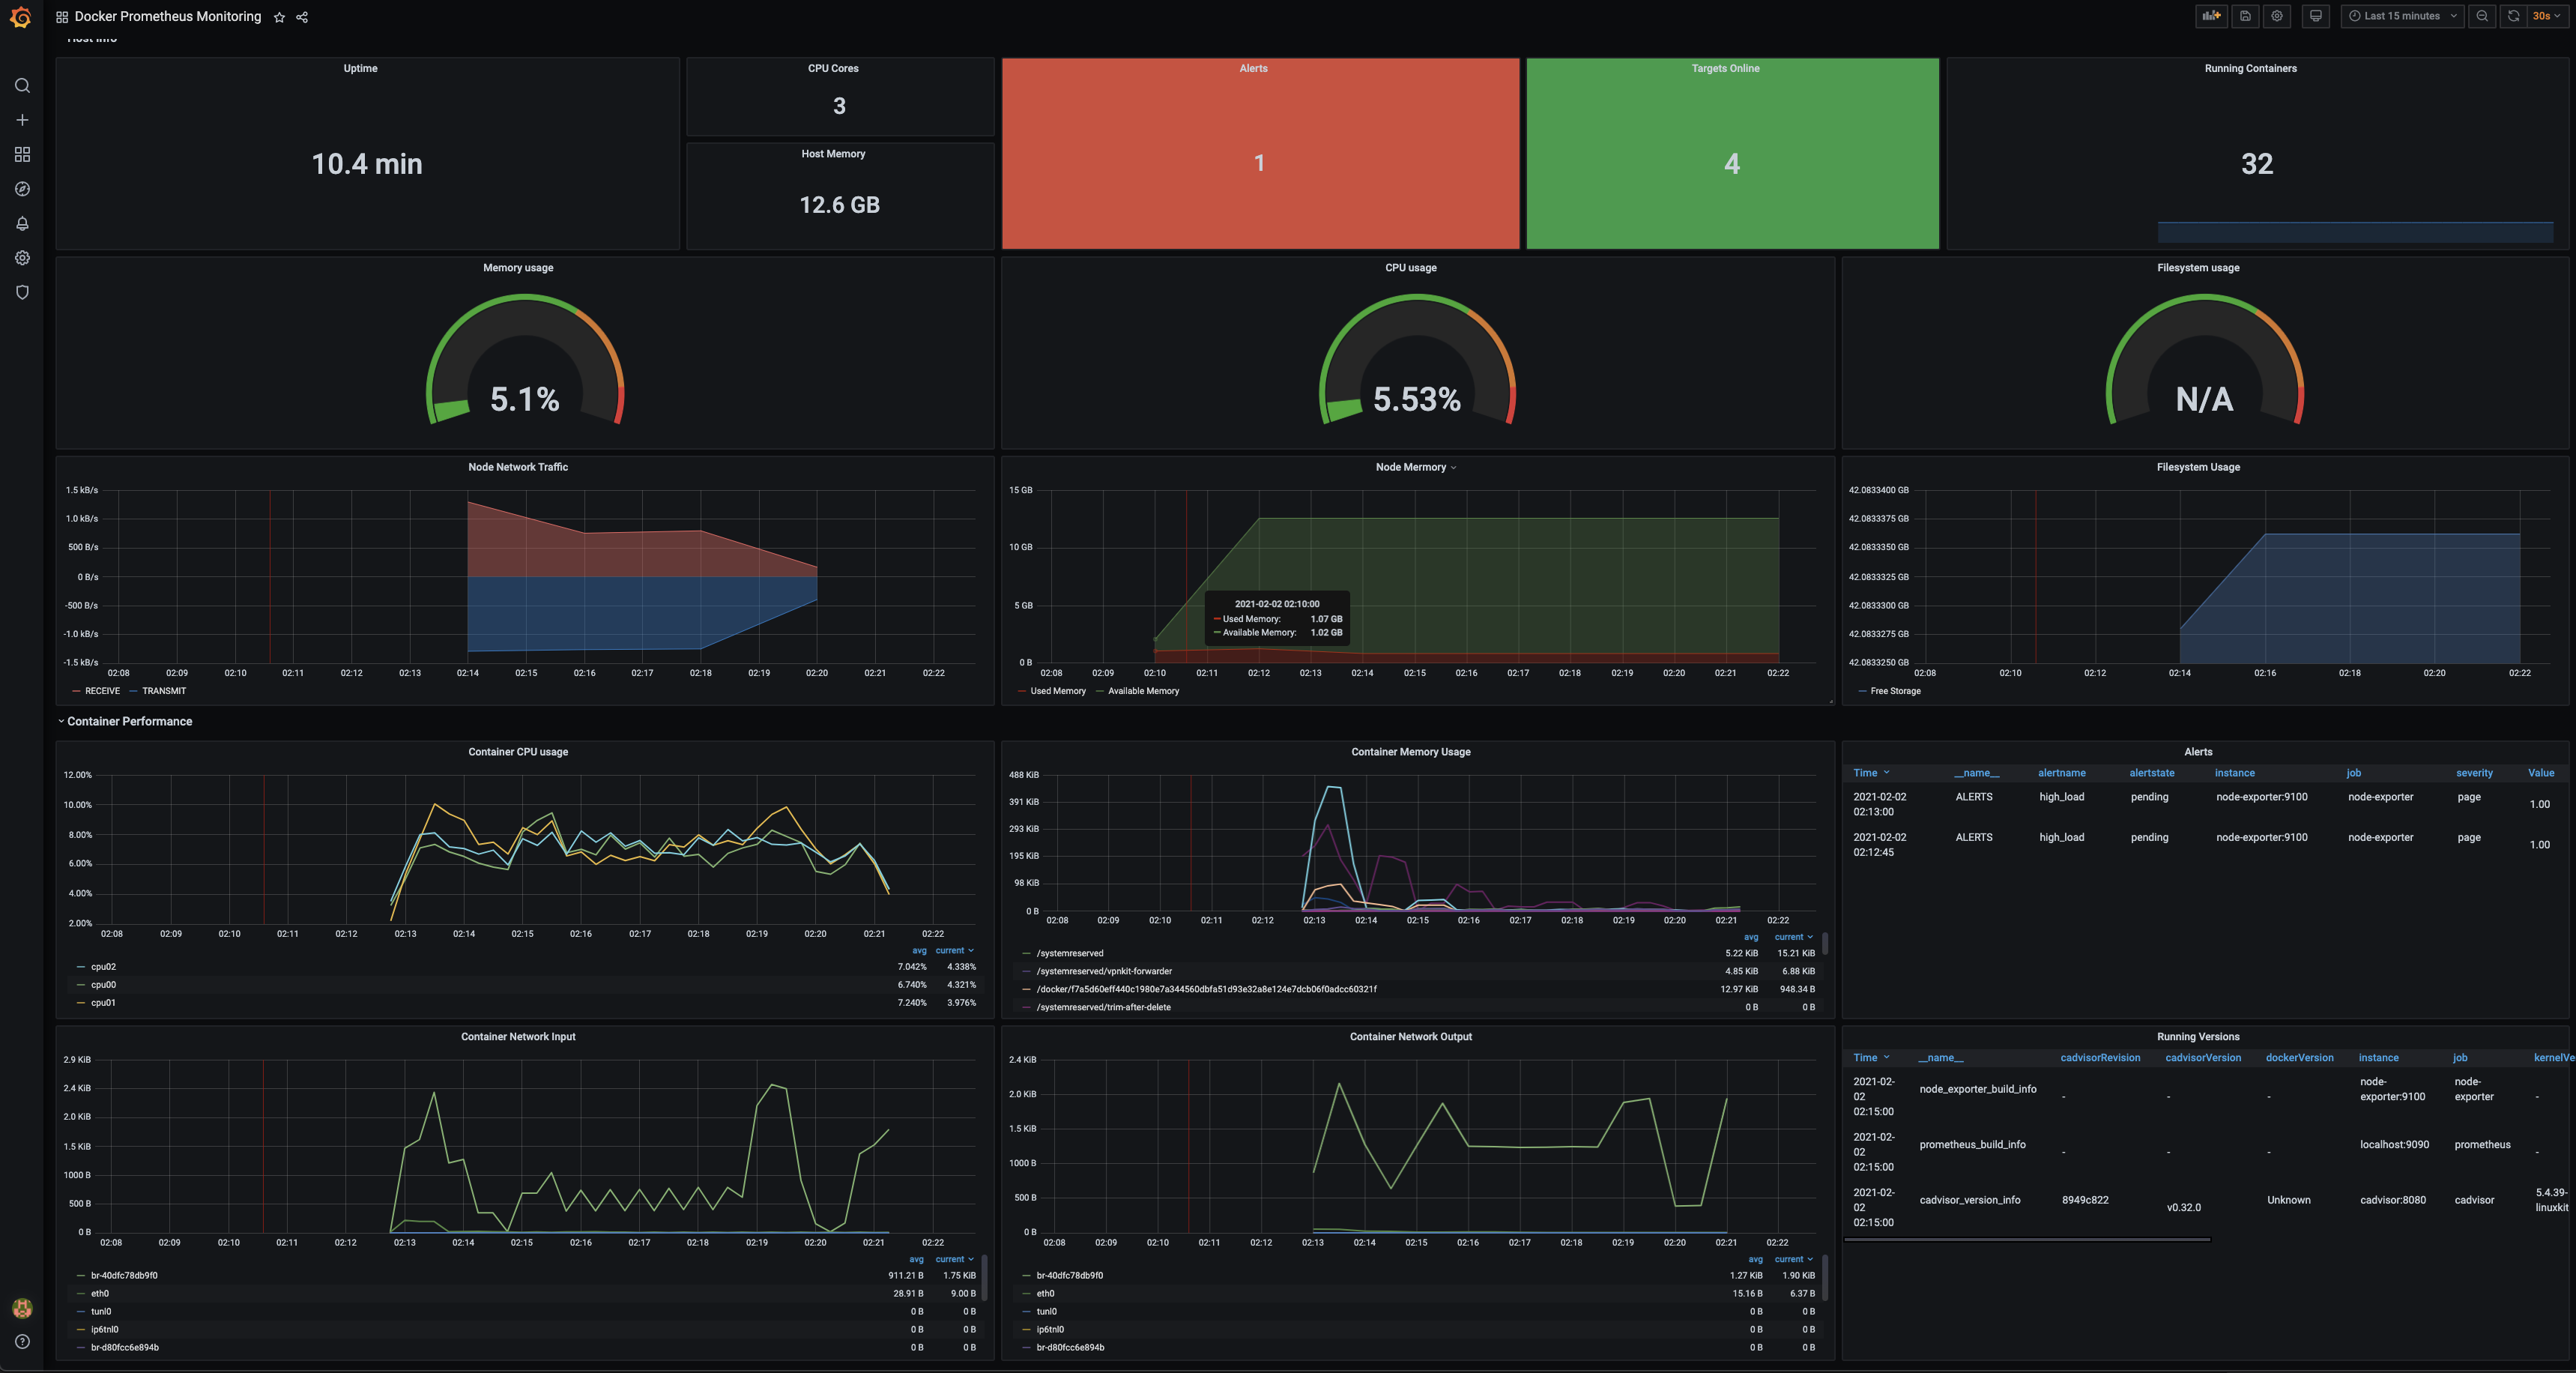 Docker Prometheus Monitoring
Last 15 minutes
30s
Host Info
Uptime
10.4 min
CPU Cores
3
Host Memory
12.6 GB
Alerts
1
Targets Online
4
Running Containers
32
Memory usage
5.1%
CPU usage
5.53%
Filesystem usage
N/A
Node Network Traffic
1.5 kB/s
1.0 kB/s
500 B/s
0 B/s
-500 B/s
-1.0 kB/s
-1.5 kB/s
02:08 02:09 02:10 02:11 02:12 02:13 02:14 02:15 02:16 02:17 02:18 02:19 02:20 02:21 02:22
RECEIVE TRANSMIT
Node Mermory
15 GB
10 GB
5 GB
0 B
2021-02-02 02:10:00
Used Memory: 1.07 GB
Available Memory: 1.02 GB
02:08 02:09 02:10 02:11 02:12 02:13 02:14 02:15 02:16 02:17 02:18 02:19 02:20 02:21 02:22
Used Memory Available Memory
Filesystem Usage
42.0833400 GB
42.0833375 GB
42.0833350 GB
42.0833325 GB
42.0833300 GB
42.0833275 GB
42.0833250 GB
02:08 02:10 02:12 02:14 02:16 02:18 02:20 02:22
Free Storage
Container Performance
Container CPU usage
12.00%
10.00%
8.00%
6.00%
4.00%
2.00%
02:08 02:09 02:10 02:11 02:12 02:13 02:14 02:15 02:16 02:17 02:18 02:19 02:20 02:21 02:22
avg current
cpu02 7.042% 4.338%
cpu00 6.740% 4.321%
cpu01 7.240% 3.976%
Container Memory Usage
488 KiB
391 KiB
293 KiB
195 KiB
98 KiB
0 B
02:08 02:09 02:10 02:11 02:12 02:13 02:14 02:15 02:16 02:17 02:18 02:19 02:20 02:21 02:22
avg current
/systemreserved 5.22 KiB 15.21 KiB
/systemreserved/vpnkit-forwarder 4.85 KiB 6.88 KiB
/docker/f7a5d60eff440c1980e7a344560dbfa51d93e32a8e124e7dcb06f0adcc60321f 12.97 KiB 948.34 B
/systemreserved/trim-after-delete 0 B 0 B
Alerts
Time __name__ alertname alertstate instance job severity Value
2021-02-02 02:13:00 ALERTS high_load pending node-exporter:9100 node-exporter page 1.00
2021-02-02 02:12:45 ALERTS high_load pending node-exporter:9100 node-exporter page 1.00
Container Network Input
2.9 KiB
2.4 KiB
2.0 KiB
1.5 KiB
1000 B
500 B
0 B
02:08 02:09 02:10 02:11 02:12 02:13 02:14 02:15 02:16 02:17 02:18 02:19 02:20 02:21 02:22
avg current
br-40dfc78db9f0 911.21 B 1.75 KiB
eth0 28.91 B 9.00 B
tunl0 0 B 0 B
ip6tnl0 0 B 0 B
br-d80fcc6e894b 0 B 0 B
Container Network Output
2.4 KiB
2.0 KiB
1.5 KiB
1000 B
500 B
0 B
02:08 02:09 02:10 02:11 02:12 02:13 02:14 02:15 02:16 02:17 02:18 02:19 02:20 02:21 02:22
avg current
br-40dfc78db9f0 1.27 KiB 1.90 KiB
eth0 15.16 B 6.37 B
tunl0 0 B 0 B
ip6tnl0 0 B 0 B
br-d80fcc6e894b 0 B 0 B
Running Versions
Time __name__ cadvisorRevision cadvisorVersion dockerVersion instance job kernelVe
2021-02-02 02:15:00 node_exporter_build_info - - - node-exporter:9100 node-exporter -
2021-02-02 02:15:00 prometheus_build_info - - - localhost:9090 prometheus -
2021-02-02 02:15:00 cadvisor_version_info 8949c822 v0.32.0 Unknown cadvisor:8080 cadvisor 5.4.39-linuxkit